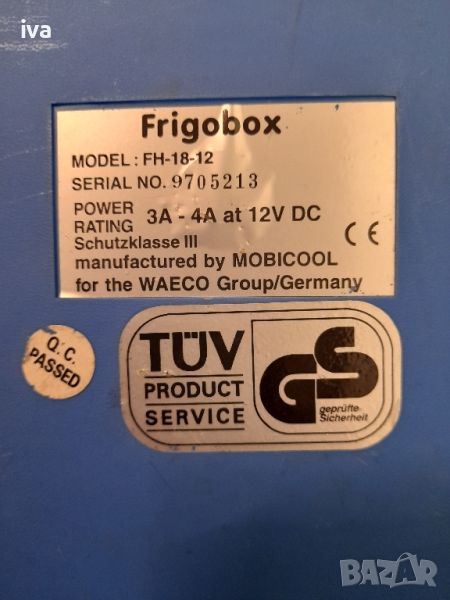 iva
Frigobox
MODEL : FH-18-12
SERIAL NO. 9705213
POWER RATING 3A - 4A at 12V DC
Schutzklasse III
manufactured by MOBICOOL
for the WAECO Group/Germany
CE
Q.C.
PASSED
TÜV
PRODUCT
SERVICE
GS
geprüfte
Sicherheit
BAZAR